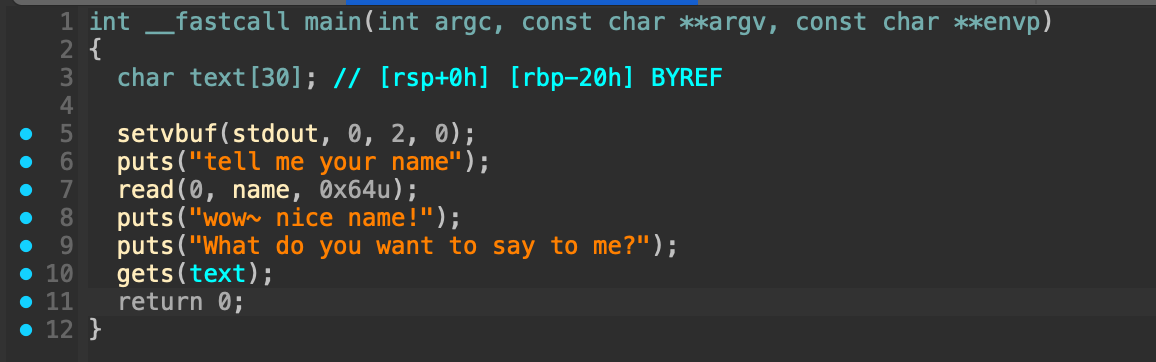 1 int __fastcall main(int argc, const char **argv, const char **envp)
2 {
3 char text[30]; // [rsp+0h] [rbp-20h] BYREF
4
5 setvbuf(stdout, 0, 2, 0);
6 puts("tell me your name");
7 read(0, name, 0x64u);
8 puts("wow~ nice name!");
9 puts("What do you want to say to me?");
10 gets(text);
11 return 0;
12 }